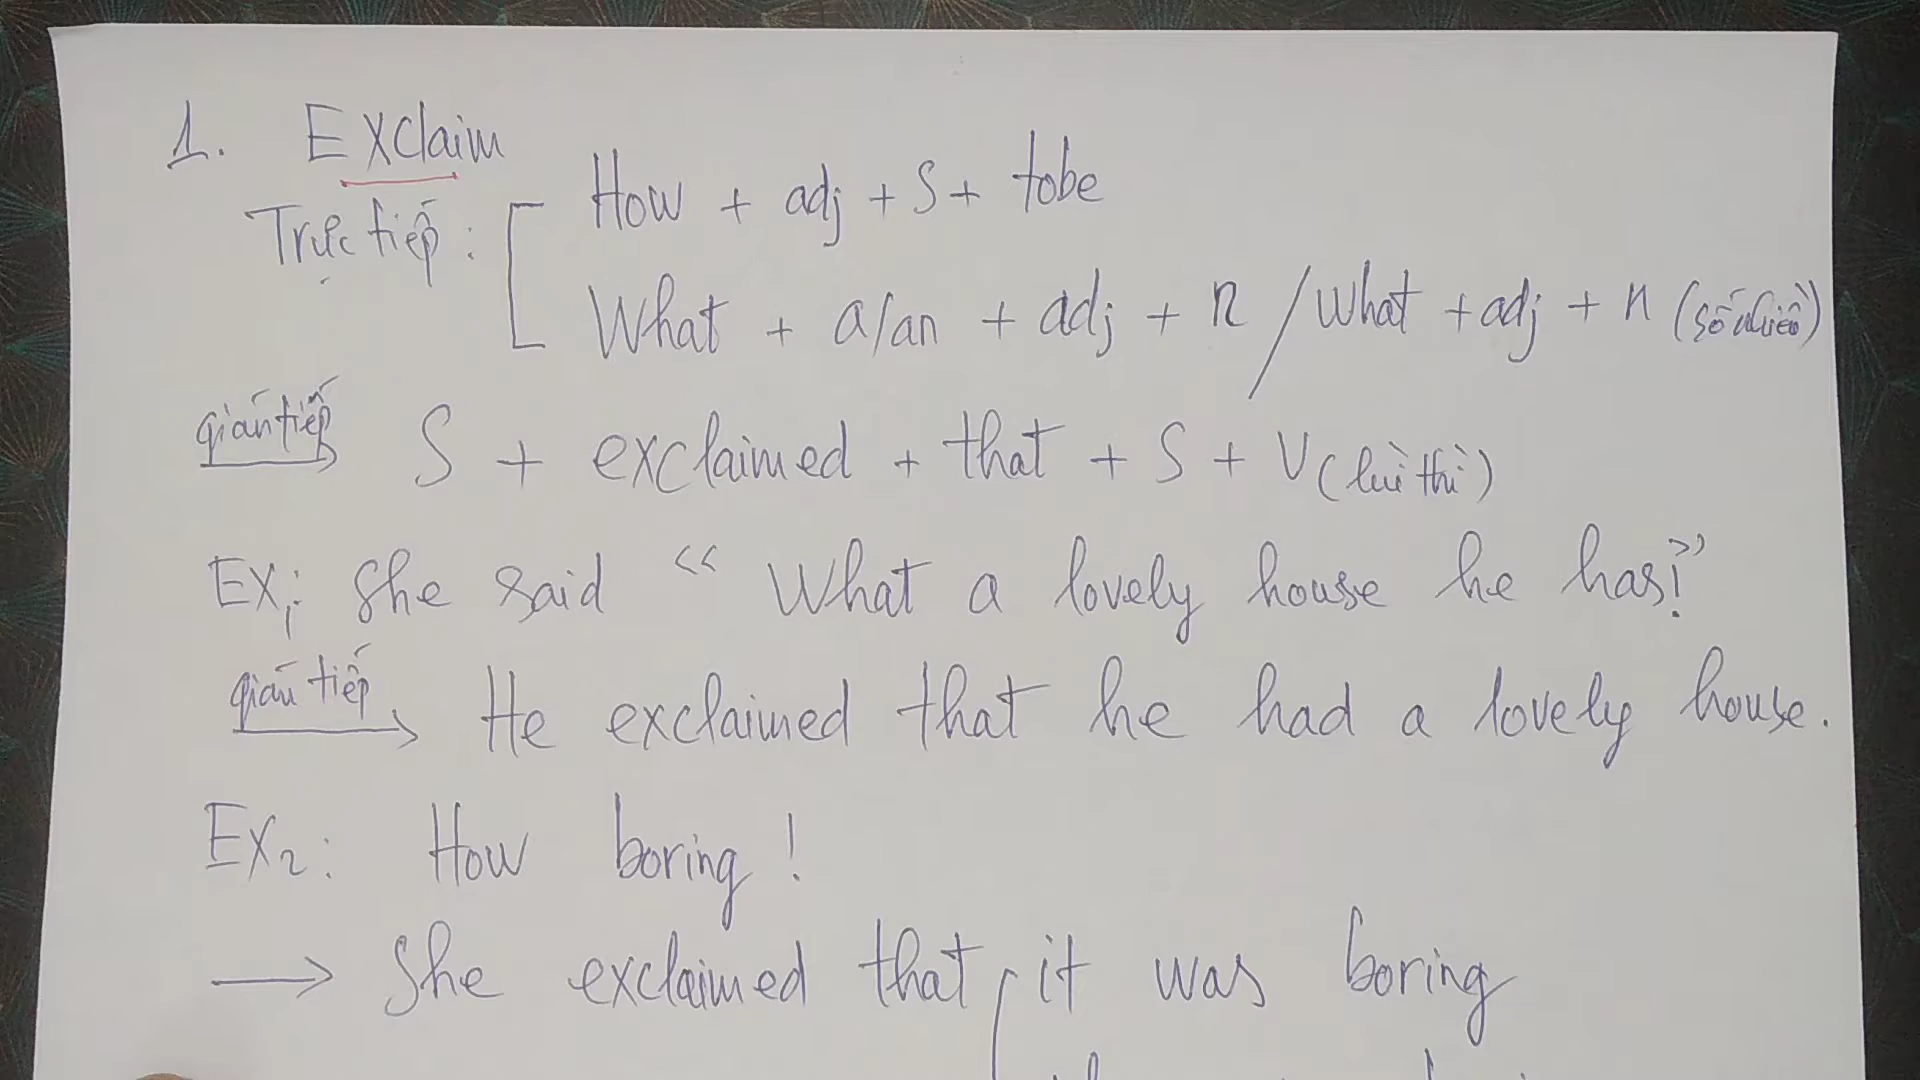 1. Exclaim
Trực tiếp : How + adj + S + tobe
What + a/an + adj + n / What + adj + n (số nhiều)
gián tiếp S + exclaimed + that + S + V (lùi thì)
EX1: She said “ What a lovely house he has!”
gián tiếp → He exclaimed that he had a lovely house.
EX2: How boring !
→ She exclaimed that it was boring